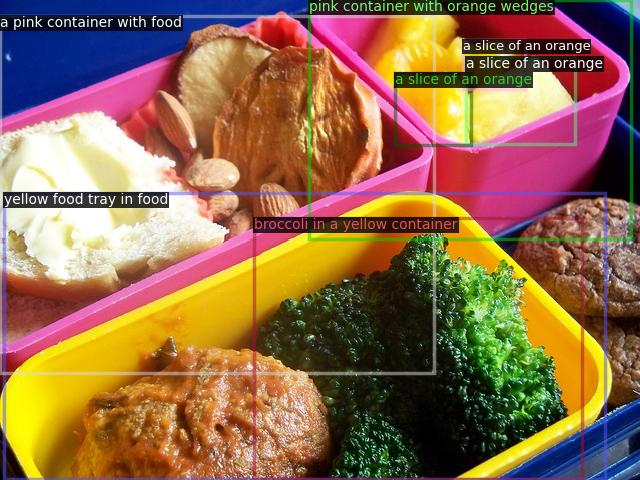 pink container with orange wedges
a pink container with food
a slice of an orange
a slice of an orange
a slice of an orange
yellow food tray in food
broccoli in a yellow container